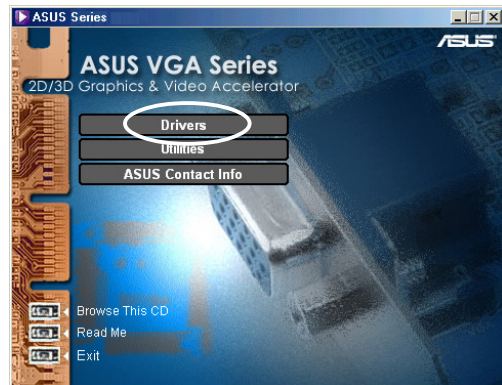 ASUS Series
ASUS
ASUS VGA Series
2D/3D Graphics & Video Accelerator
Drivers
Utilities
ASUS Contact Info
Browse This CD
Read Me
Exit